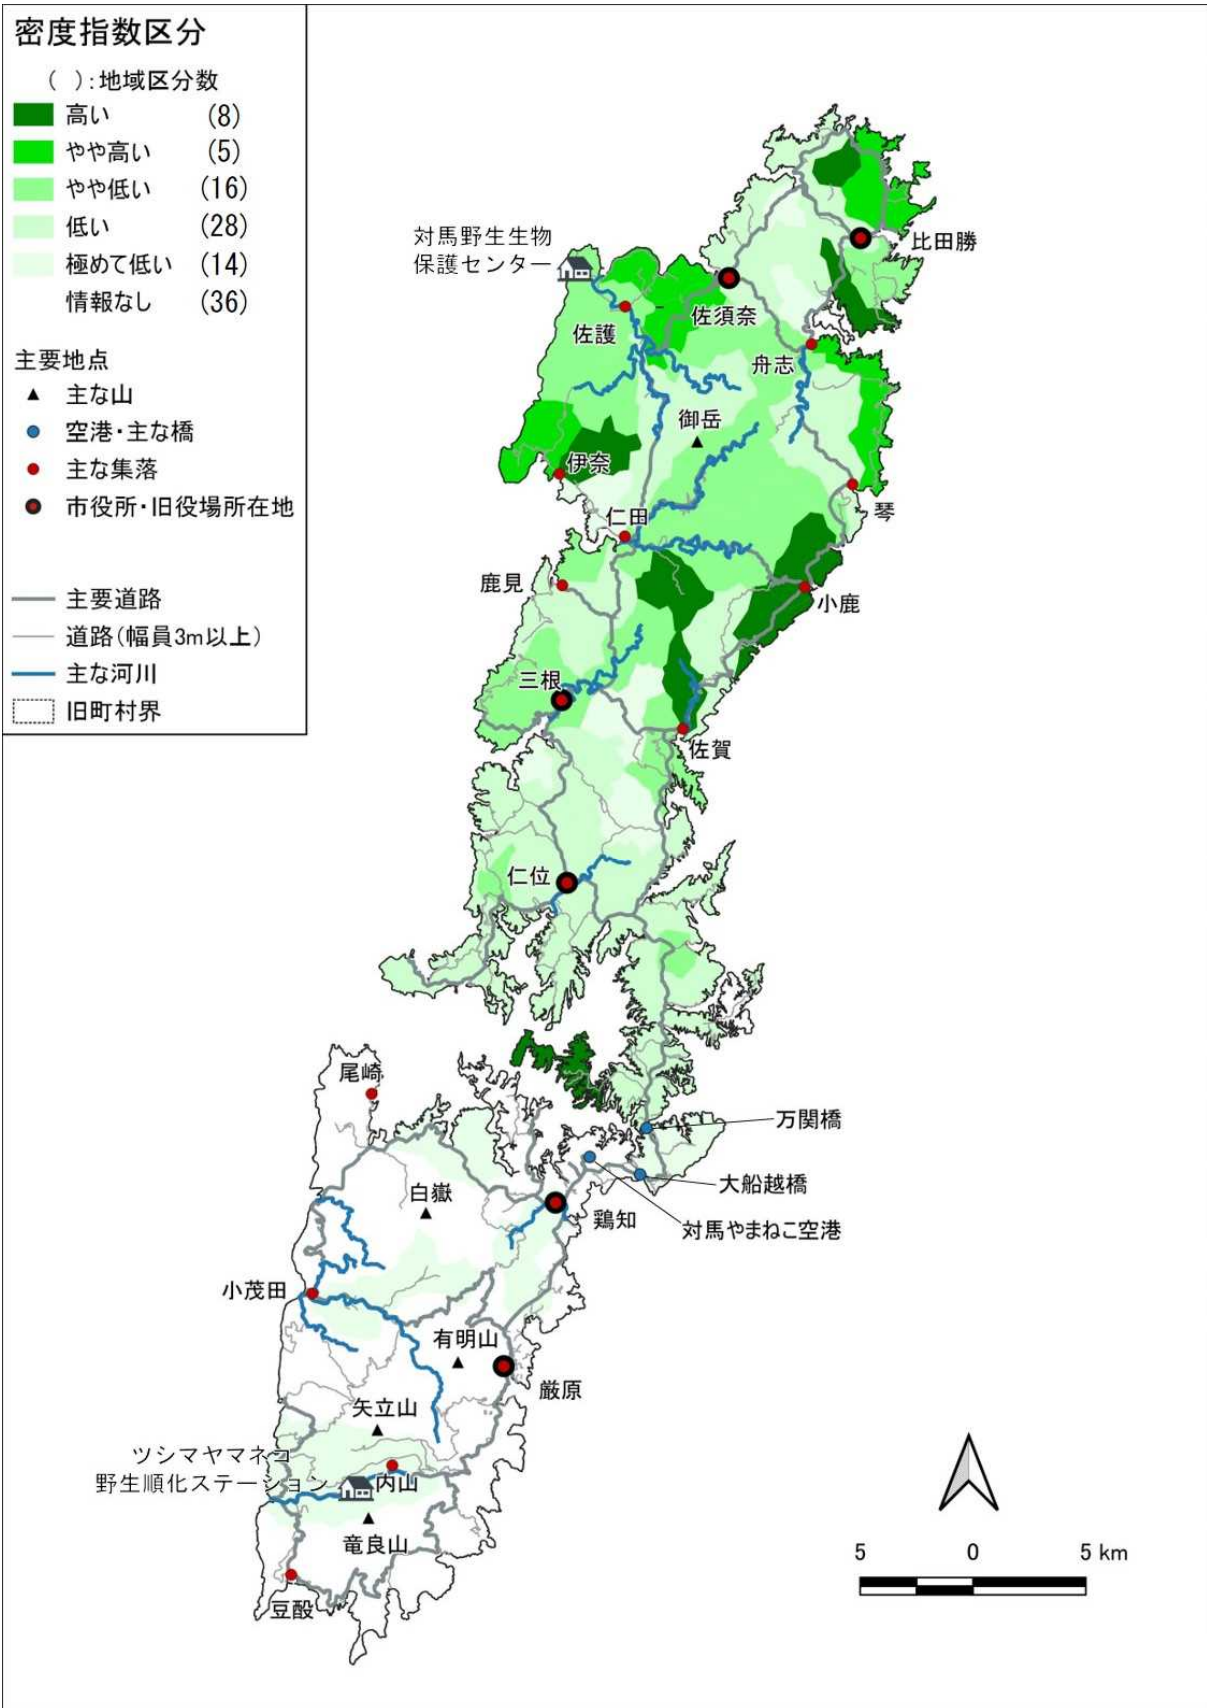 密度指数区分
( ):地域区分数
高い (8)
やや高い (5)
やや低い (16)
低い (28)
極めて低い (14)
情報なし (36)
主要地点
主な山
空港・主な橋
主な集落
市役所・旧役場所在地
主要道路
道路(幅員3m以上)
主な河川
旧町村界
対馬野生生物
保護センター
比田勝
佐須奈
佐護
舟志
御岳
伊奈
琴
仁田
鹿見
小鹿
三根
佐賀
仁位
尾崎
万関橋
白嶽
大船越橋
鶏知
対馬やまねこ空港
小茂田
有明山
厳原
矢立山
ツシマヤマネコ
野生順化ステーション
内山
竜良山
豆酘
5 0 5 km